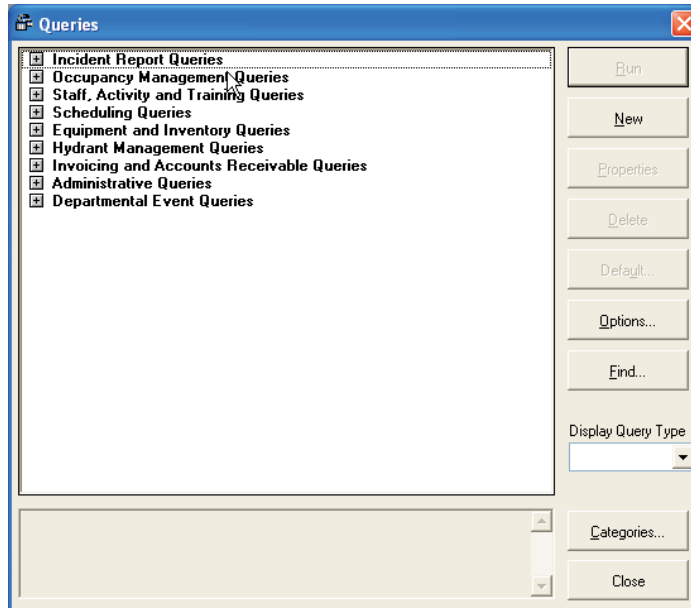 Queries
Incident Report Queries
Occupancy Management Queries
Staff, Activity and Training Queries
Scheduling Queries
Equipment and Inventory Queries
Hydrant Management Queries
Invoicing and Accounts Receivable Queries
Administrative Queries
Departmental Event Queries
Run
New
Properties
Delete
Default...
Options...
Find...
Display Query Type
Categories...
Close